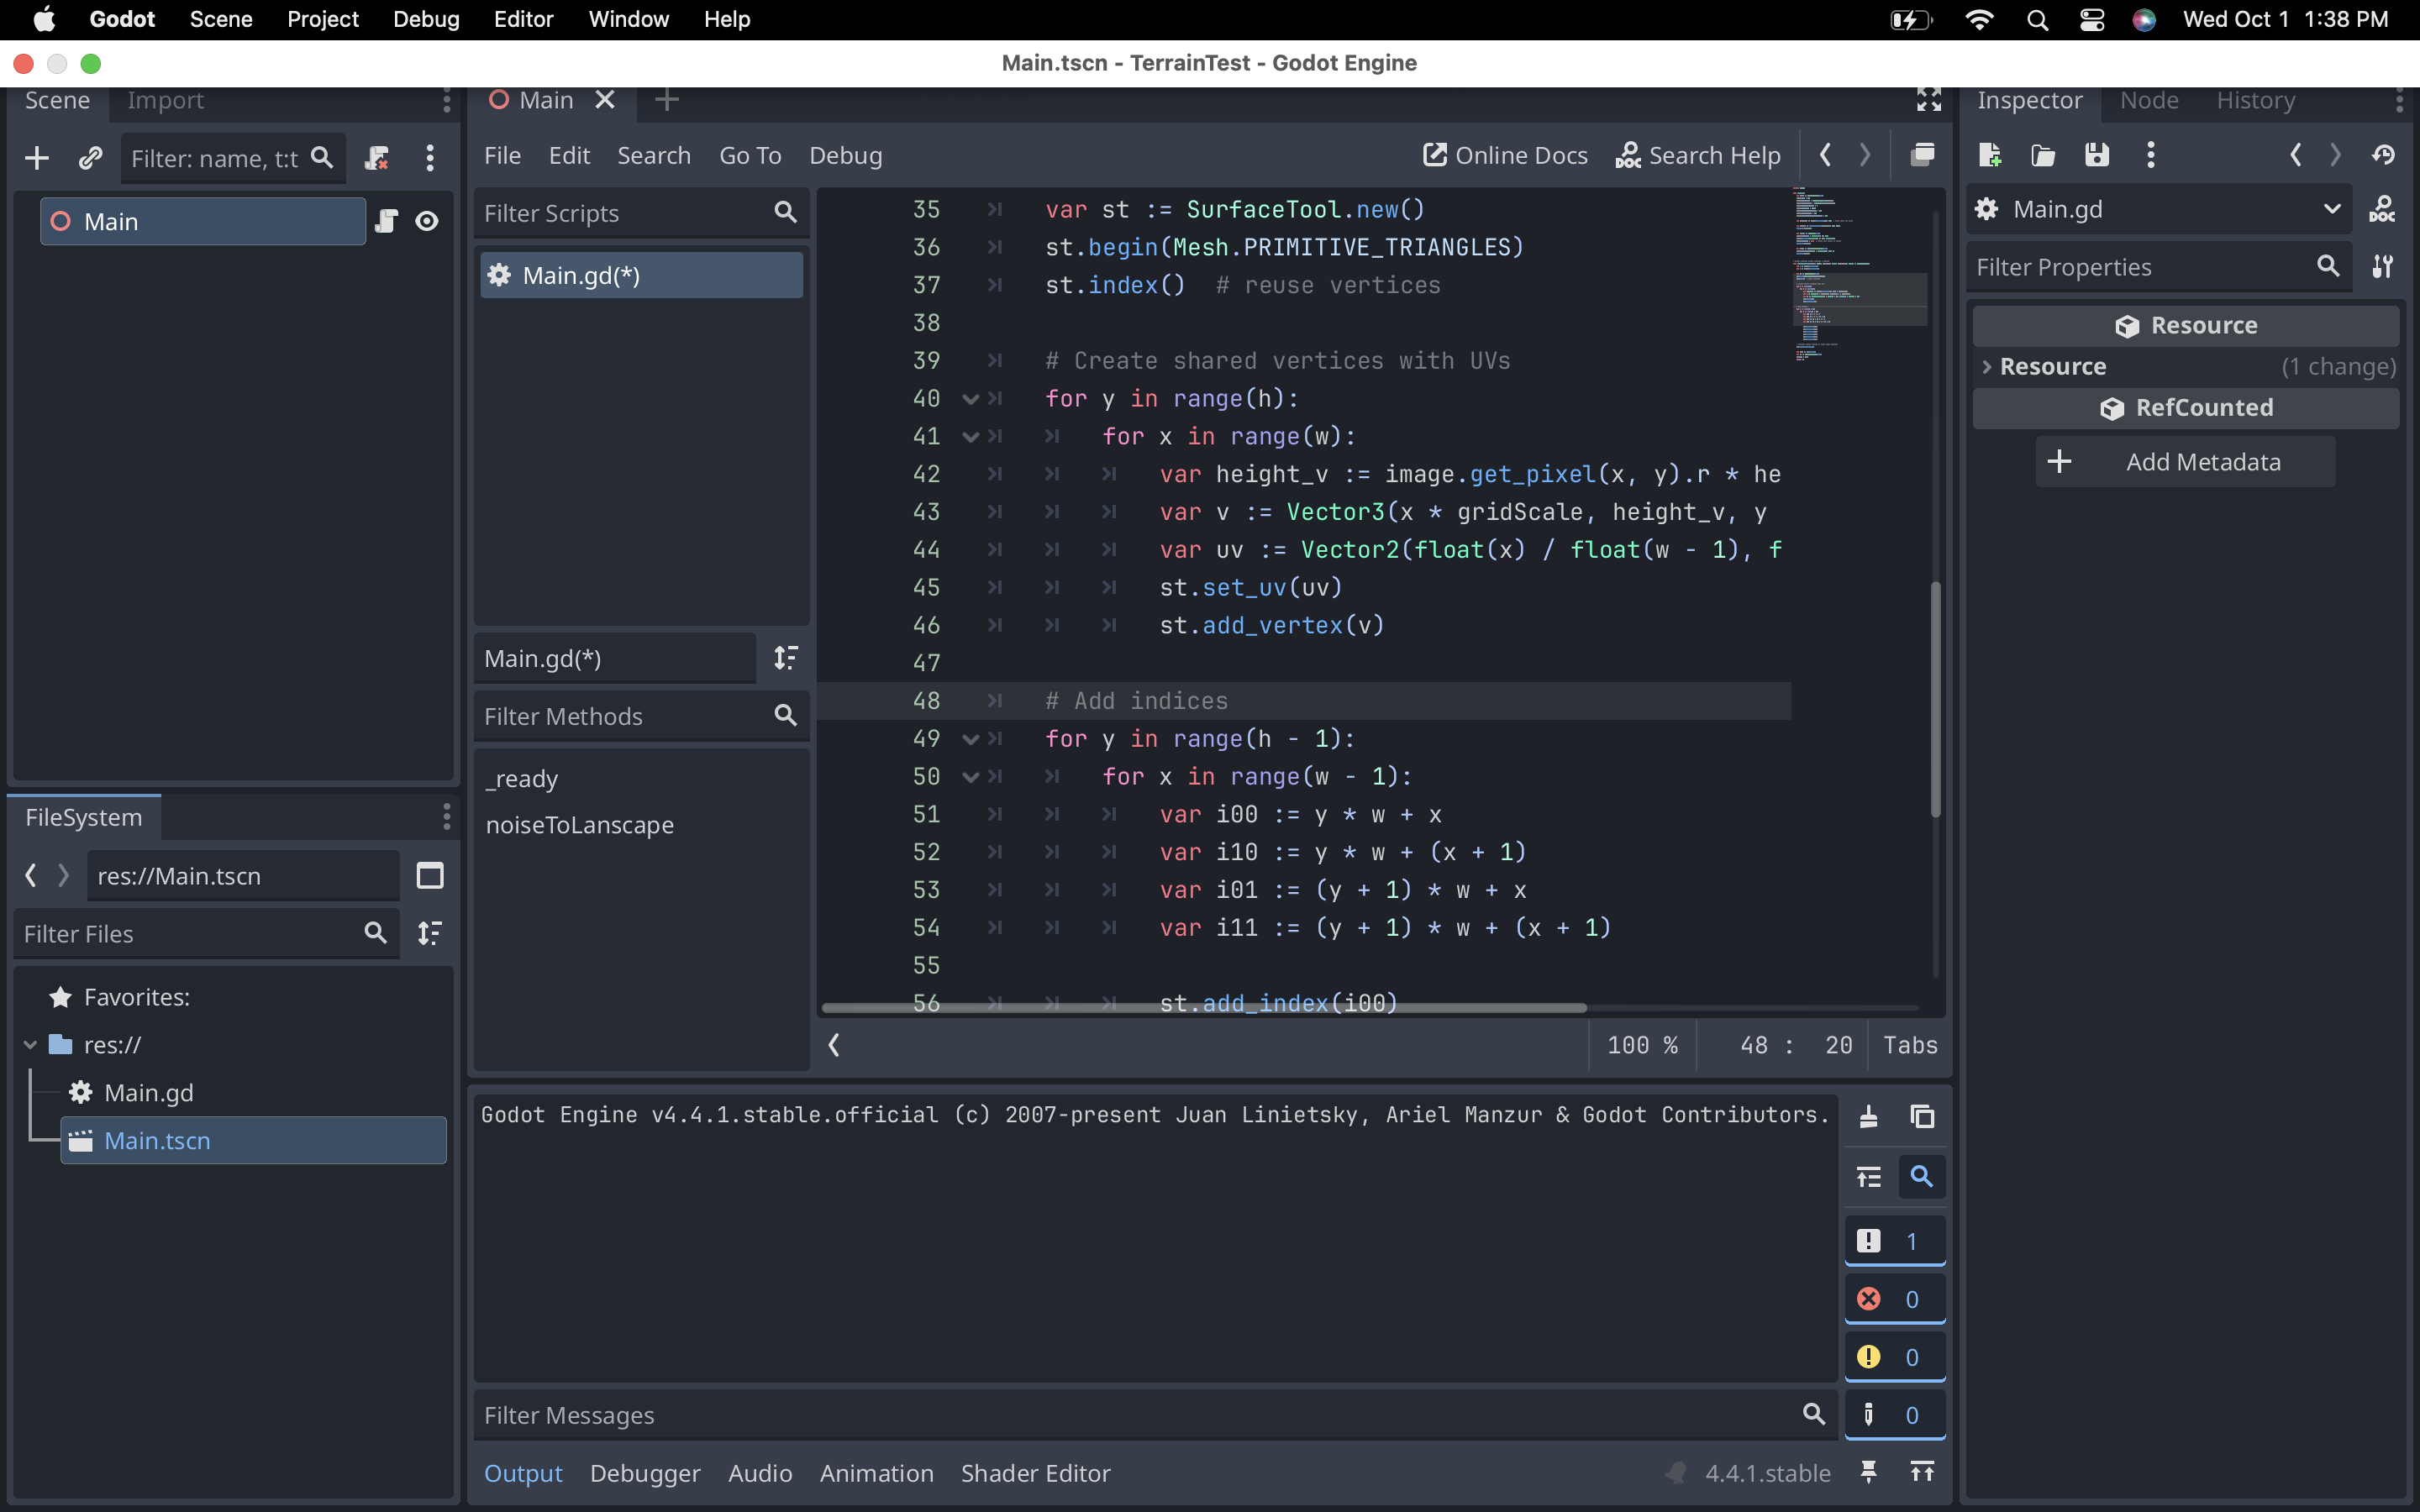 Godot Scene Project Debug Editor Window Help Wed Oct 1 1:38 PM
Main.tscn - TerrainTest - Godot Engine
Scene Import
Filter: name, t:t
Main
FileSystem
res://Main.tscn
Filter Files
Favorites:
res://
Main.gd
Main.tscn
Main
File Edit Search Go To Debug Online Docs Search Help
Filter Scripts
Main.gd(*)
Main.gd(*)
Filter Methods
_ready
noiseToLanscape
35 var st := SurfaceTool.new()
36 st.begin(Mesh.PRIMITIVE_TRIANGLES)
37 st.index() # reuse vertices
38
39 # Create shared vertices with UVs
40 for y in range(h):
41 for x in range(w):
42 var height_v := image.get_pixel(x, y).r * he
43 var v := Vector3(x * gridScale, height_v, y
44 var uv := Vector2(float(x) / float(w - 1), f
45 st.set_uv(uv)
46 st.add_vertex(v)
47
48 # Add indices
49 for y in range(h - 1):
50 for x in range(w - 1):
51 var i00 := y * w + x
52 var i10 := y * w + (x + 1)
53 var i01 := (y + 1) * w + x
54 var i11 := (y + 1) * w + (x + 1)
55
56 st.add_index(i00)
100 % 48 : 20 Tabs
Godot Engine v4.4.1.stable.official (c) 2007-present Juan Linietsky, Ariel Manzur & Godot Contributors.
1
0
0
0
Filter Messages
Output Debugger Audio Animation Shader Editor 4.4.1.stable
Inspector Node History
Main.gd
DOC
Filter Properties
Resource
Resource (1 change)
RefCounted
Add Metadata